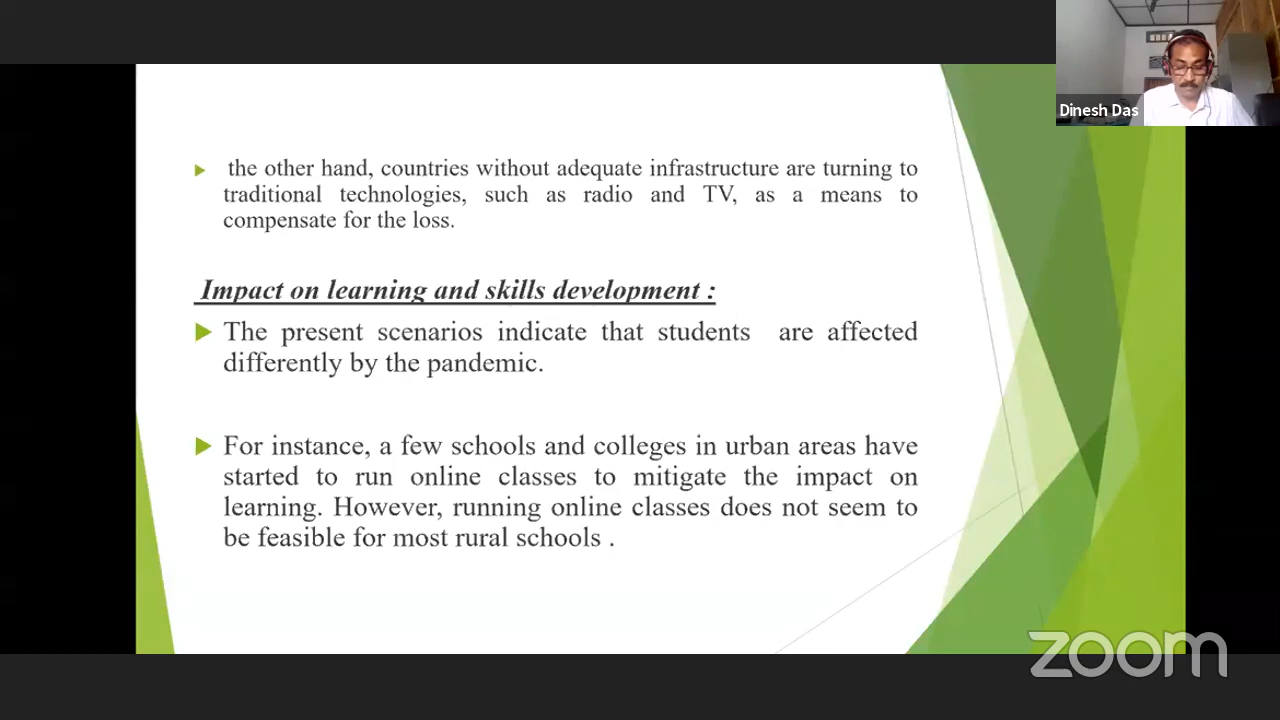 Dinesh Das
the other hand, countries without adequate infrastructure are turning to
traditional technologies, such as radio and TV, as a means to
compensate for the loss.
Impact on learning and skills development :
The present scenarios indicate that students are affected
differently by the pandemic.
For instance, a few schools and colleges in urban areas have
started to run online classes to mitigate the impact on
learning. However, running online classes does not seem to
be feasible for most rural schools .
zoom